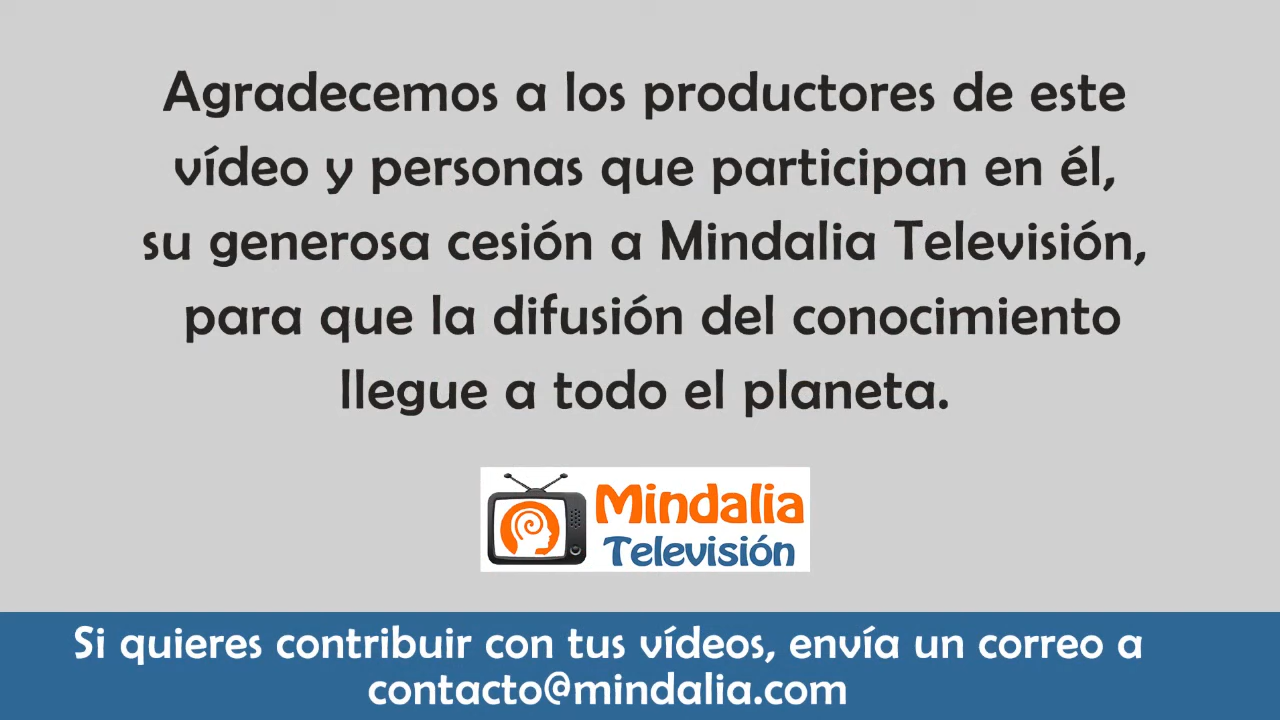 Agradecemos a los productores de este
vídeo y personas que participan en él,
su generosa cesión a Mindalia Televisión,
para que la difusión del conocimiento
llegue a todo el planeta.
Mindalia
Televisión
Si quieres contribuir con tus vídeos, envía un correo a
contacto@mindalia.com